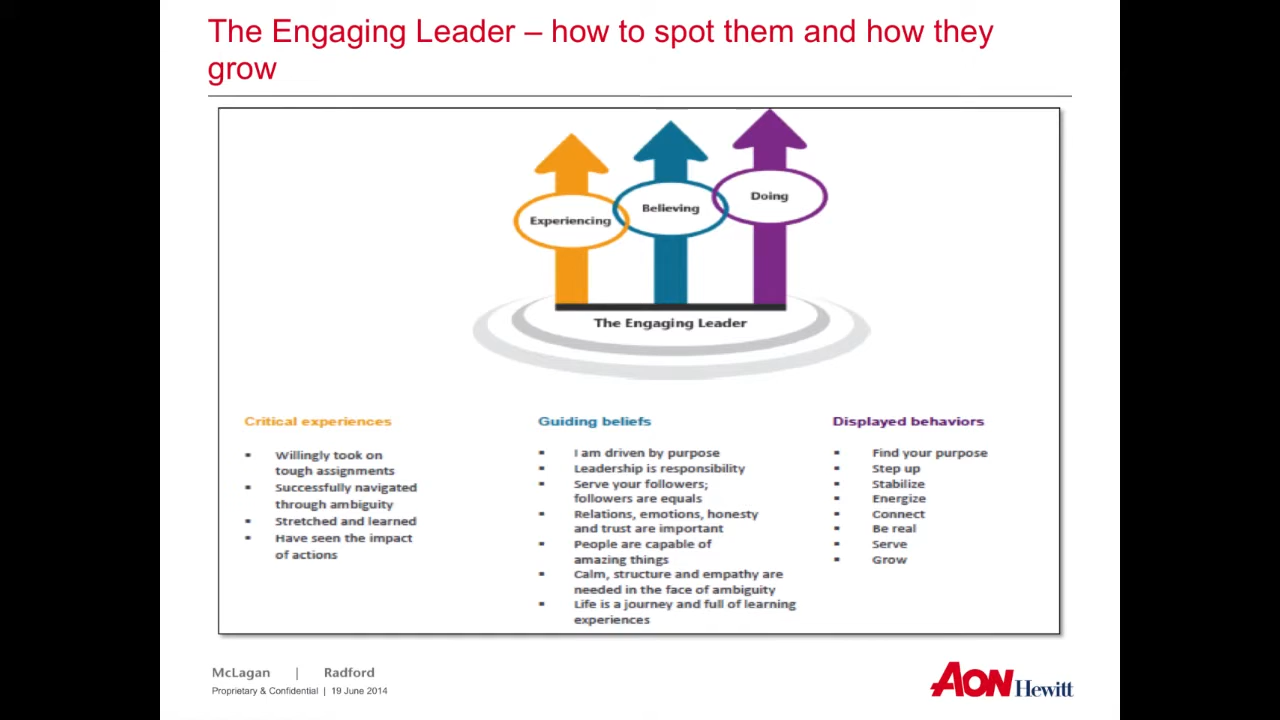 The Engaging Leader – how to spot them and how they
grow
Experiencing
Believing
Doing
The Engaging Leader
Critical experiences
▪ Willingly took on
tough assignments
▪ Successfully navigated
through ambiguity
▪ Stretched and learned
▪ Have seen the impact
of actions
Guiding beliefs
▪ I am driven by purpose
▪ Leadership is responsibility
▪ Serve your followers;
followers are equals
▪ Relations, emotions, honesty
and trust are important
▪ People are capable of
amazing things
▪ Calm, structure and empathy are
needed in the face of ambiguity
▪ Life is a journey and full of learning
experiences
Displayed behaviors
▪ Find your purpose
▪ Step up
▪ Stabilize
▪ Energize
▪ Connect
▪ Be real
▪ Serve
▪ Grow
McLagan | Radford
Proprietary & Confidential | 19 June 2014
AON Hewitt